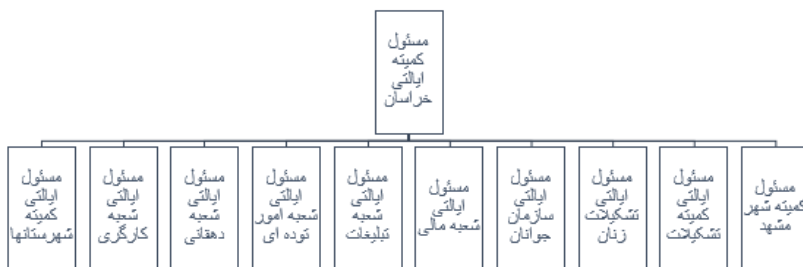 مسئول
کمیته
ایالتی
خراسان
مسئول
کمیته شهر
مشهد
مسئول
ایالتی
کمیته
تشکیلات
مسئول
ایالتی
تشکیلات
زنان
مسئول
ایالتی
سازمان
جوانان
مسئول
ایالتی
شعبه مالی
مسئول
ایالتی
شعبه
تبلیغات
مسئول
ایالتی
شعبه امور
توده ای
مسئول
ایالتی
شعبه
دهقانی
مسئول
ایالتی
شعبه
کارگری
مسئول
ایالتی
کمیته
شهرستانها